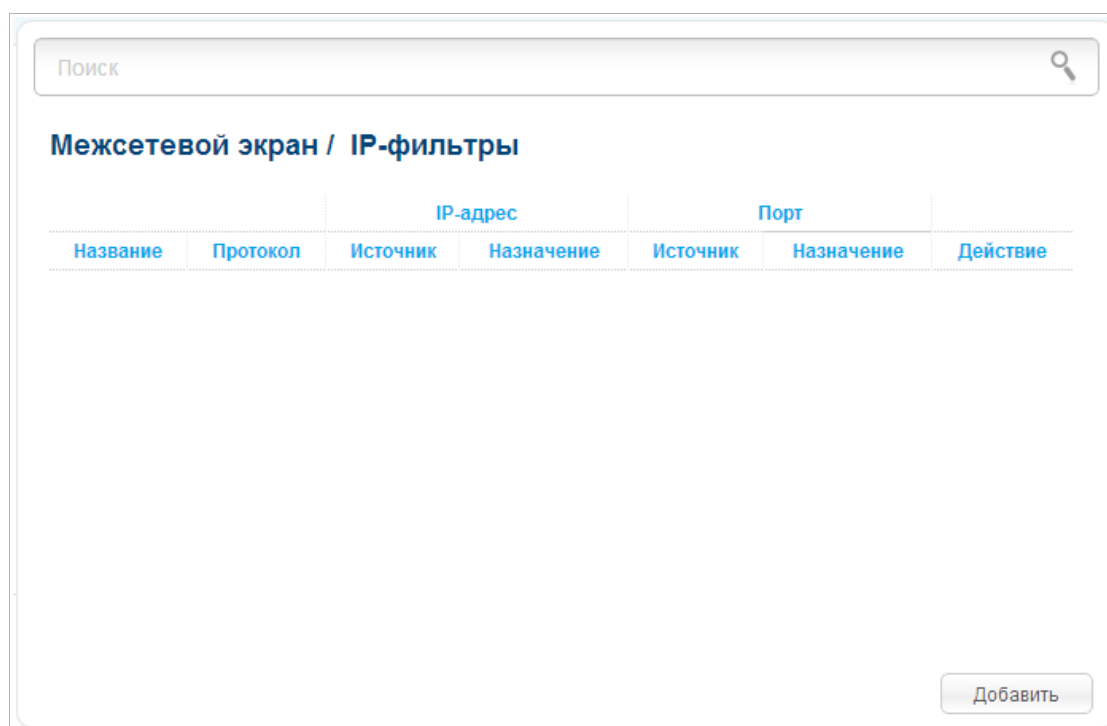 Поиск
Межсетевой экран / IP-фильтры
IP-адрес Порт
Название Протокол Источник Назначение Источник Назначение Действие
Добавить